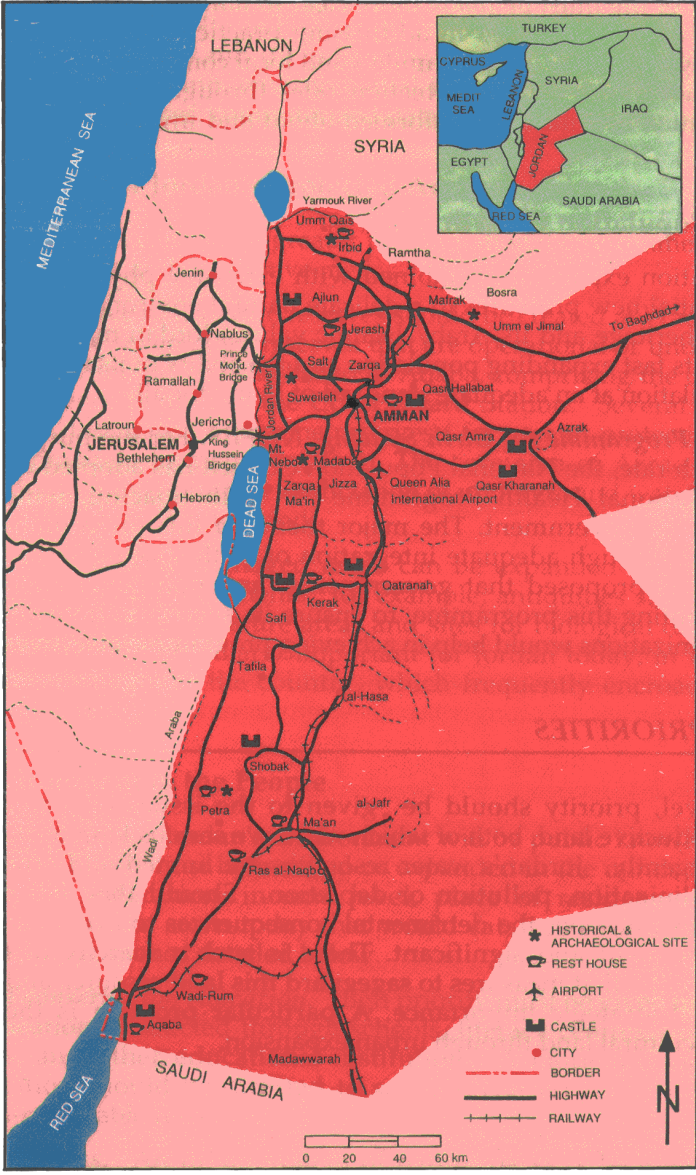 LEBANON
SYRIA
MEDITERRANEAN SEA
TURKEY
CYPRUS
SYRIA
LEBANON
MEDIT
SEA
IRAQ
JORDAN
EGYPT
SAUDI ARABIA
RED SEA
Yarmouk River
Umm Qais
Irbid
Ramtha
Jenin
Ajlun
Mafrak
Bosra
Umm el Jimal
To Baghdad
Nablus
Jerash
Prince
Mohd.
Bridge
Salt
Zarqa
Ramallah
Jordan River
Suweileh
Qasr Hallabat
AMMAN
Latroun
Jericho
JERUSALEM
Bethlehem
King
Hussein
Bridge
Mt.
Nebo
Madaba
Qasr Amra
Azrak
Hebron
DEAD SEA
Zarqa
Ma'in
Jizza
Queen Alia
International Airport
Qasr Kharanah
Qatranah
Kerak
Safi
Tafila
al-Hasa
Araba
Wadi
Shobak
Petra
al-Jafr
Ma'an
Ras al-Naqb
Wadi-Rum
Aqaba
Madawwarah
SAUDI ARABIA
RED SEA
HISTORICAL &
ARCHAEOLOGICAL SITE
REST HOUSE
AIRPORT
CASTLE
CITY
BORDER
HIGHWAY
RAILWAY
N
0 20 40 60 km